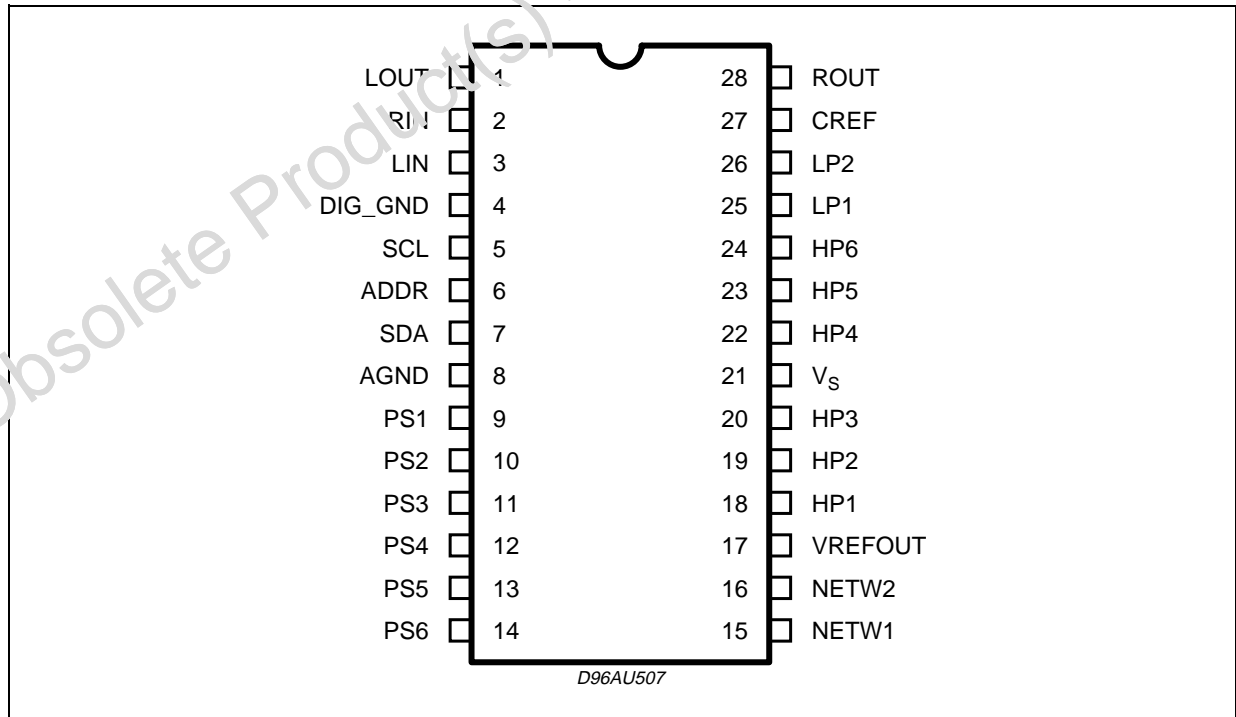 LOUT 1 28 ROUT
RIN 2 27 CREF
LIN 3 26 LP2
DIG_GND 4 25 LP1
SCL 5 24 HP6
ADDR 6 23 HP5
SDA 7 22 HP4
AGND 8 21 VS
PS1 9 20 HP3
PS2 10 19 HP2
PS3 11 18 HP1
PS4 12 17 VREFOUT
PS5 13 16 NETW2
PS6 14 15 NETW1
D96AU507
Obsolete Product(s)